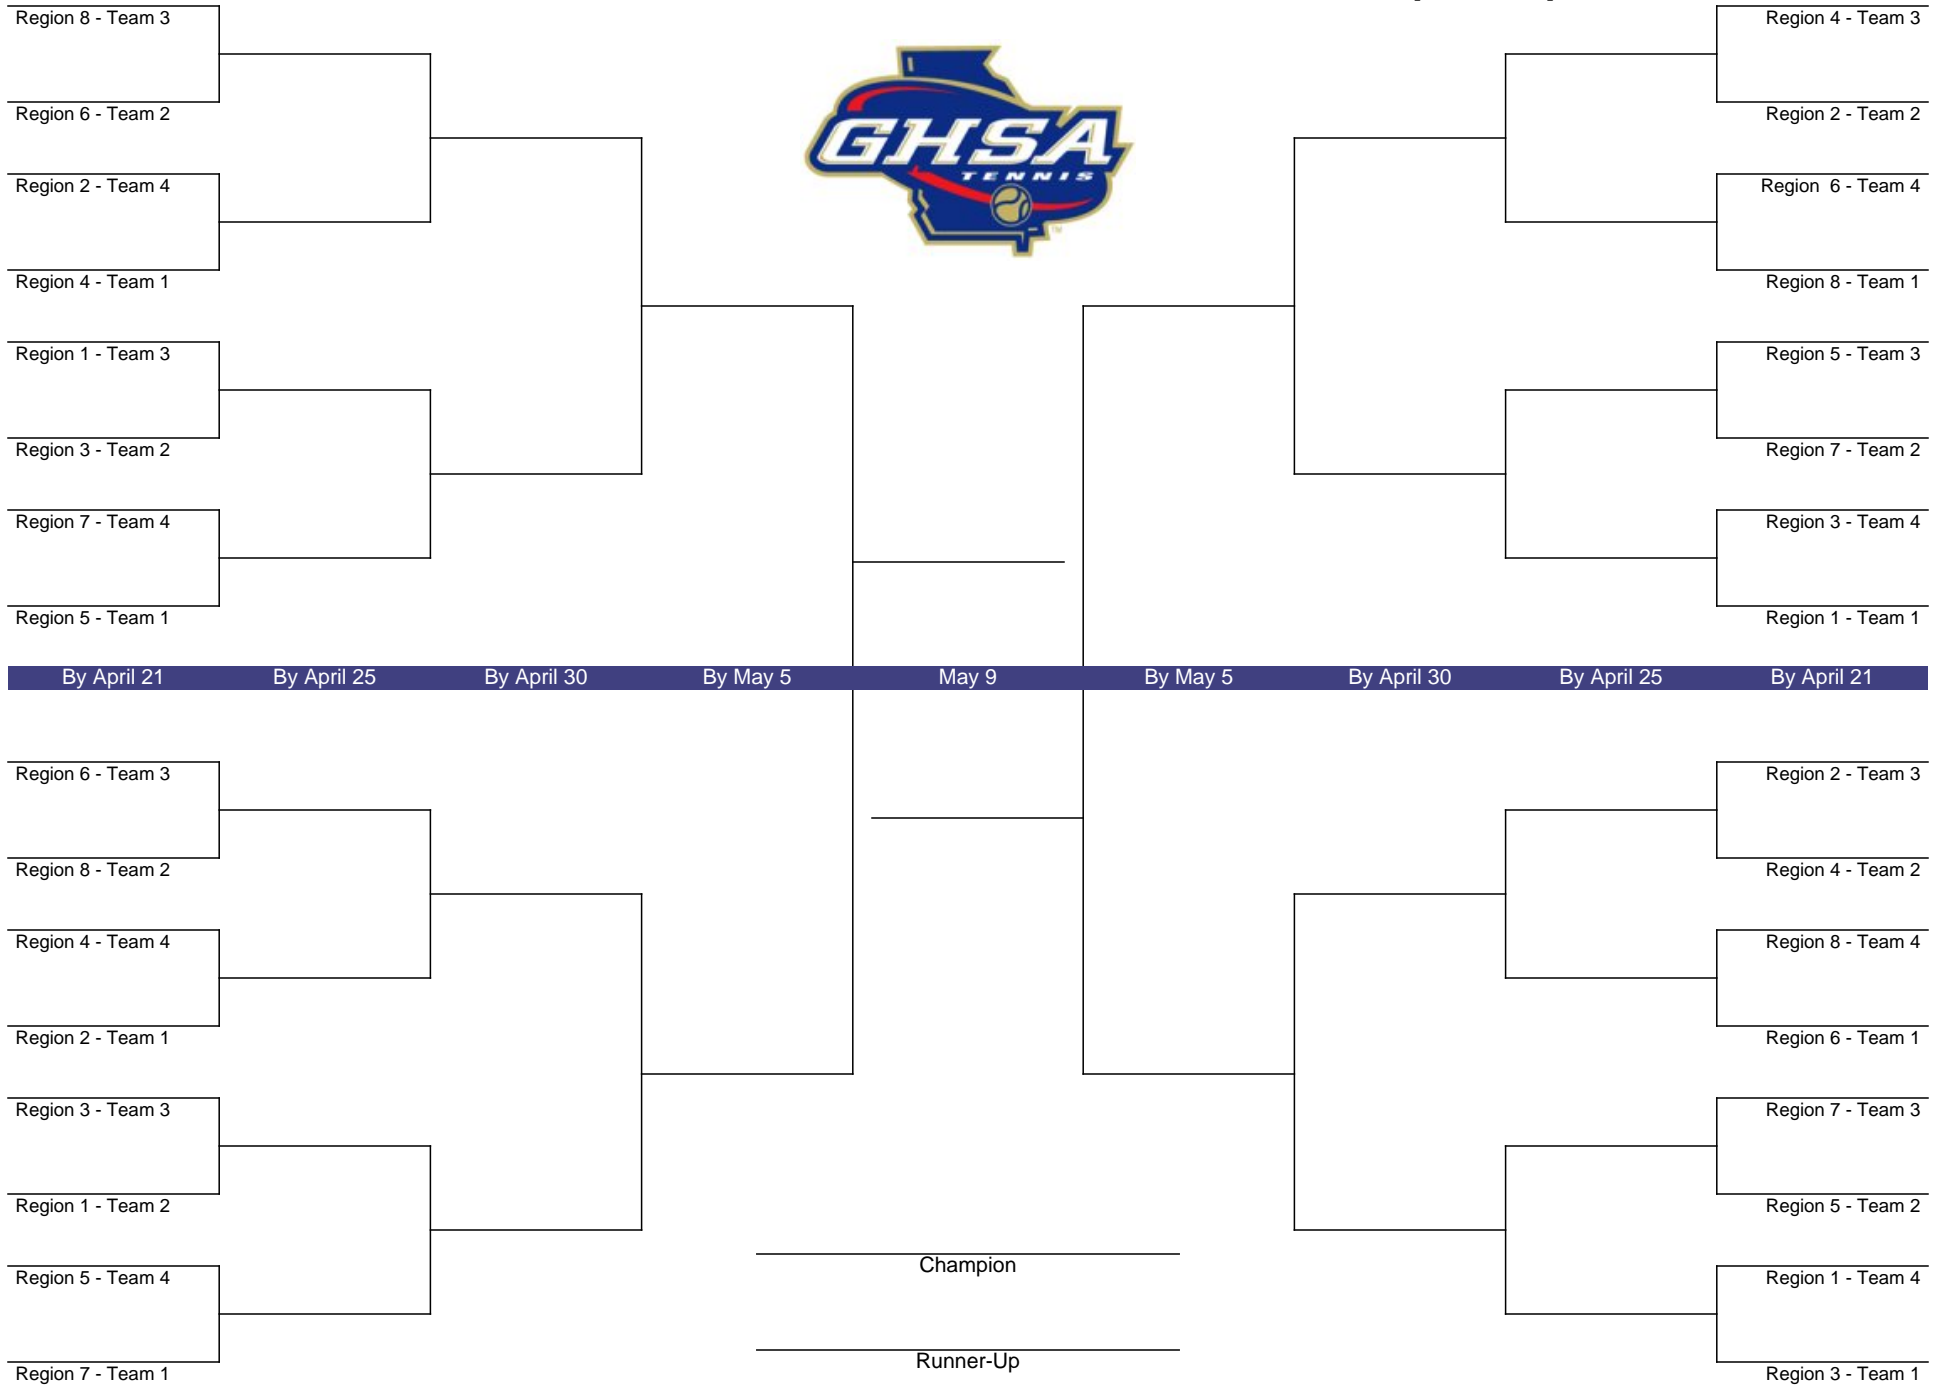 Region 8 - Team 3
Region 6 - Team 2
Region 2 - Team 4
Region 4 - Team 1
Region 1 - Team 3
Region 3 - Team 2
Region 7 - Team 4
Region 5 - Team 1
GHSA
TENNIS
TM
Region 4 - Team 3
Region 2 - Team 2
Region  6 - Team 4
Region 8 - Team 1
Region 5 - Team 3
Region 7 - Team 2
Region 3 - Team 4
Region 1 - Team 1
By April 21 By April 25 By April 30 By May 5 May 9 By May 5 By April 30 By April 25 By April 21
Region 6 - Team 3
Region 8 - Team 2
Region 4 - Team 4
Region 2 - Team 1
Region 3 - Team 3
Region 1 - Team 2
Region 5 - Team 4
Region 7 - Team 1
Champion
Runner-Up
Region 2 - Team 3
Region 4 - Team 2
Region 8 - Team 4
Region 6 - Team 1
Region 7 - Team 3
Region 5 - Team 2
Region 1 - Team 4
Region 3 - Team 1